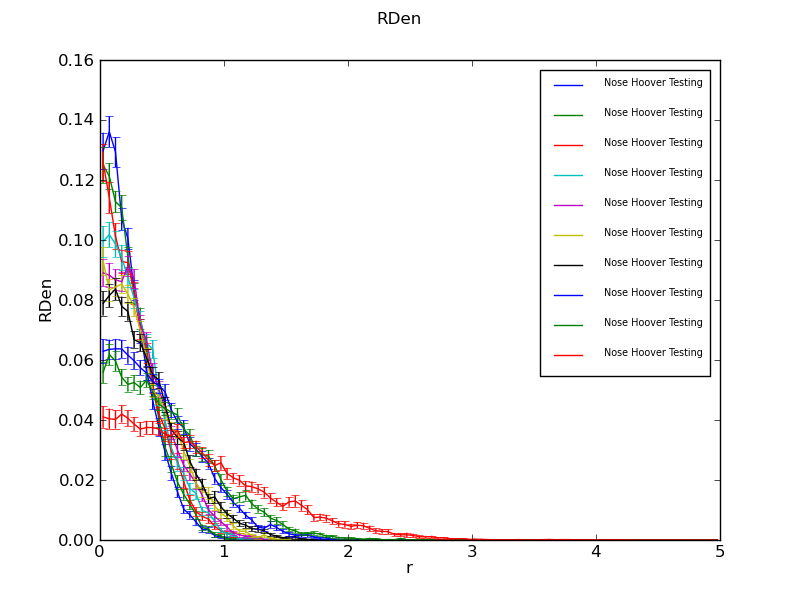 RDen
0.16
0.14
0.12
0.10
0.08
0.06
0.04
0.02
0.00
RDen
0
1
2
3
4
5
r
Nose Hoover Testing
Nose Hoover Testing
Nose Hoover Testing
Nose Hoover Testing
Nose Hoover Testing
Nose Hoover Testing
Nose Hoover Testing
Nose Hoover Testing
Nose Hoover Testing
Nose Hoover Testing